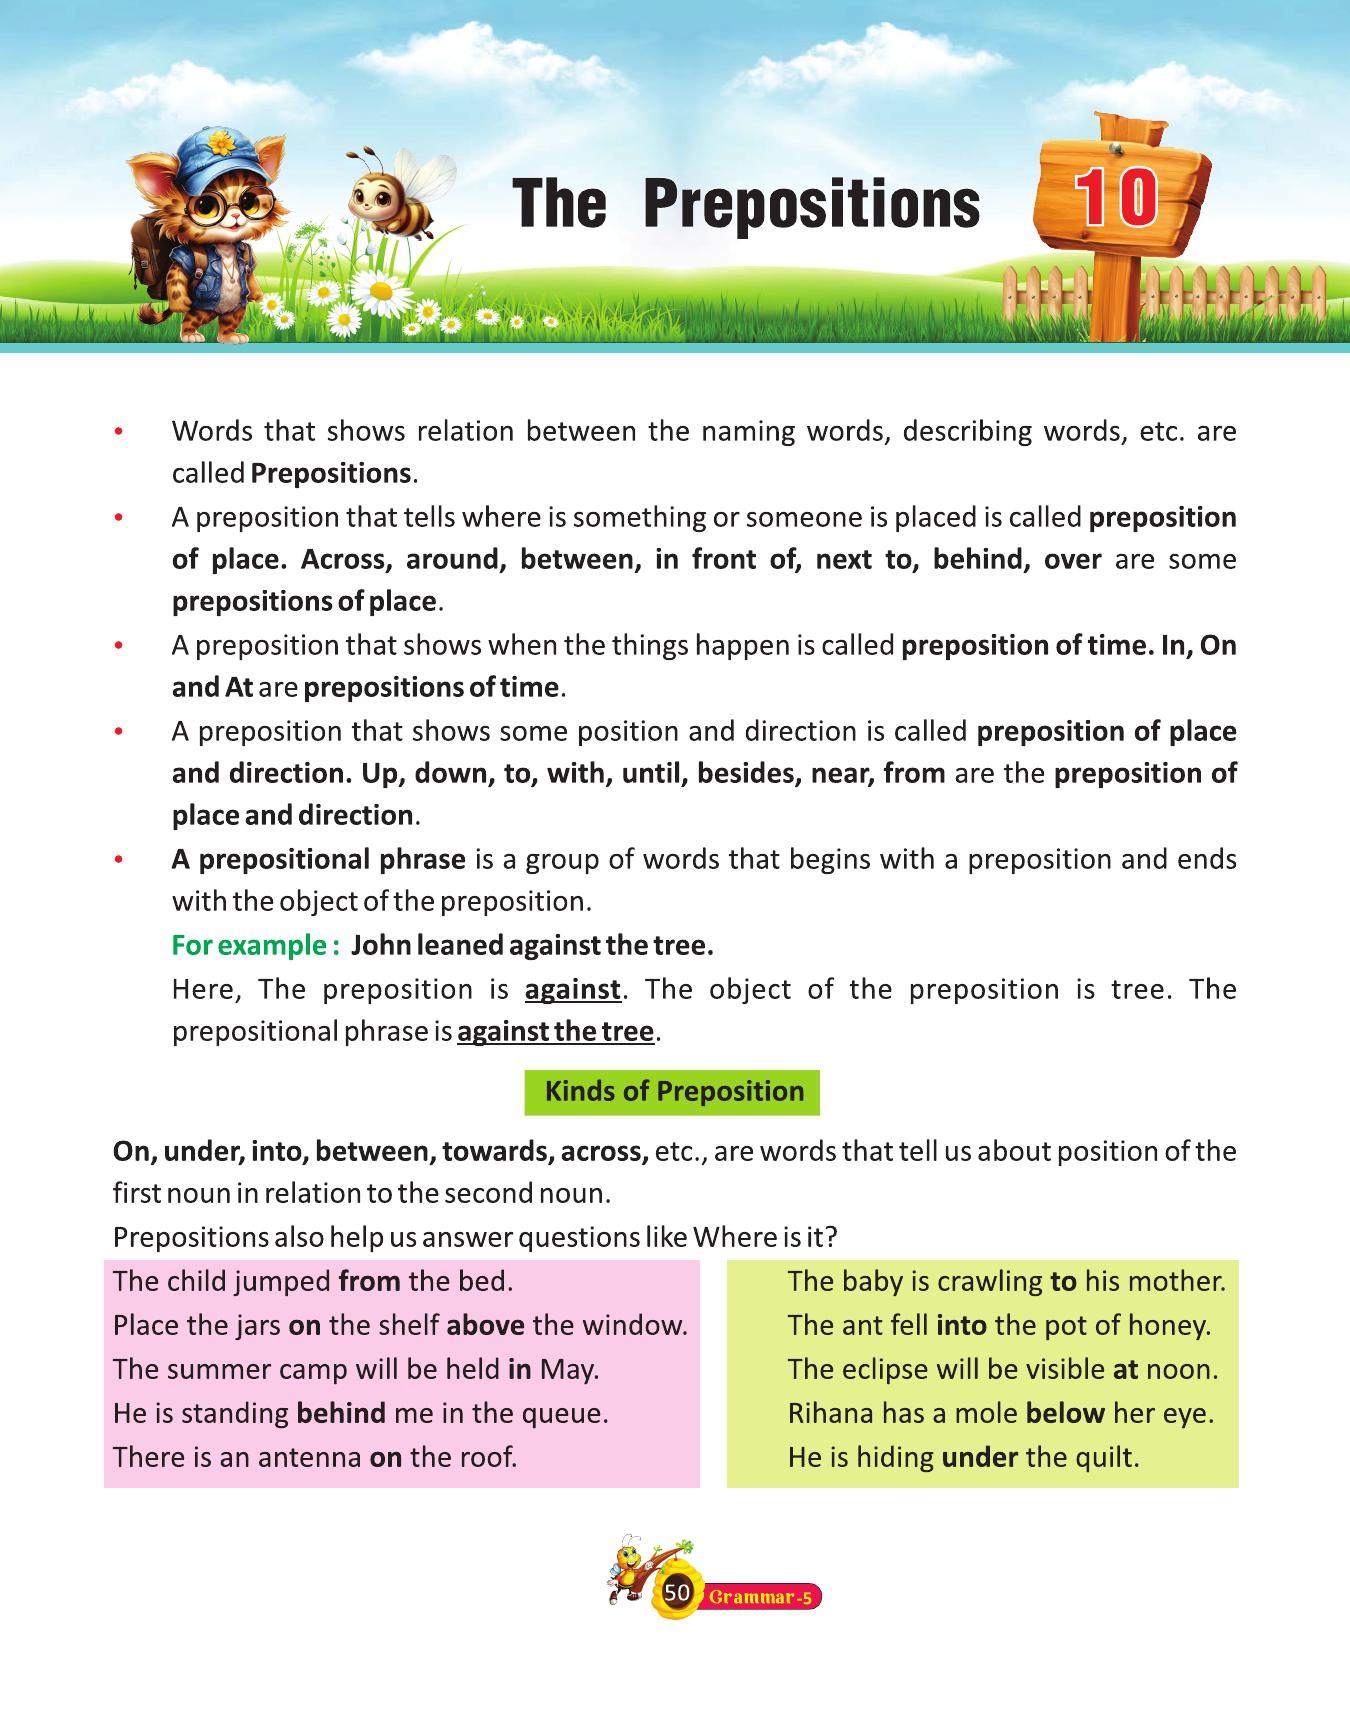 The Prepositions
10
• Words that shows relation between the naming words, describing words, etc. are
called Prepositions.
• A preposition that tells where is something or someone is placed is called preposition
of place. Across, around, between, in front of, next to, behind, over are some
prepositions of place.
• A preposition that shows when the things happen is called preposition of time. In, On
and At are prepositions of time.
• A preposition that shows some position and direction is called preposition of place
and direction. Up, down, to, with, until, besides, near, from are the preposition of
place and direction.
• A prepositional phrase is a group of words that begins with a preposition and ends
with the object of the preposition.
For example : John leaned against the tree.
Here, The preposition is against. The object of the preposition is tree. The
prepositional phrase is against the tree.
Kinds of Preposition
On, under, into, between, towards, across, etc., are words that tell us about position of the
first noun in relation to the second noun.
Prepositions also help us answer questions like Where is it?
The child jumped from the bed.
Place the jars on the shelf above the window.
The summer camp will be held in May.
He is standing behind me in the queue.
There is an antenna on the roof.
The baby is crawling to his mother.
The ant fell into the pot of honey.
The eclipse will be visible at noon.
Rihana has a mole below her eye.
He is hiding under the quilt.
50
Grammar-5